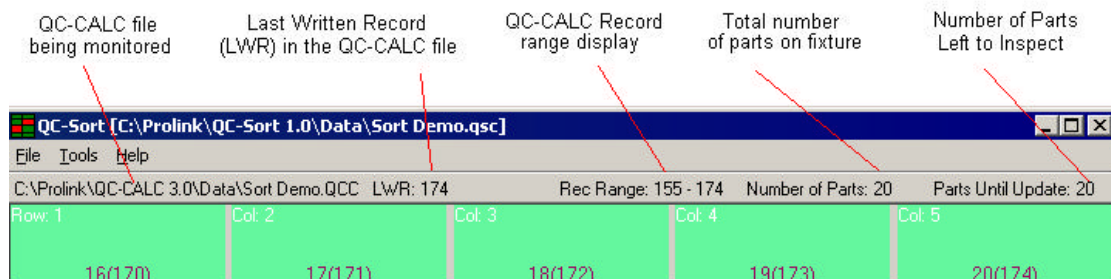 QC-CALC file
being monitored
Last Written Record
(LWR) in the QC-CALC file
QC-CALC Record
range display
Total number
of parts on fixture
Number of Parts
Left to Inspect
QC-Sort [C:\Prolink\QC-Sort 1.0\Data\Sort Demo.qsc]
File Tools Help
C:\Prolink\QC-CALC 3.0\Data\Sort Demo.QCC LWR: 174 Rec Range: 155 - 174 Number of Parts: 20 Parts Until Update: 20
Row: 1 Col: 2 Col: 3 Col: 4 Col: 5
16(170) 17(171) 18(172) 19(173) 20(174)